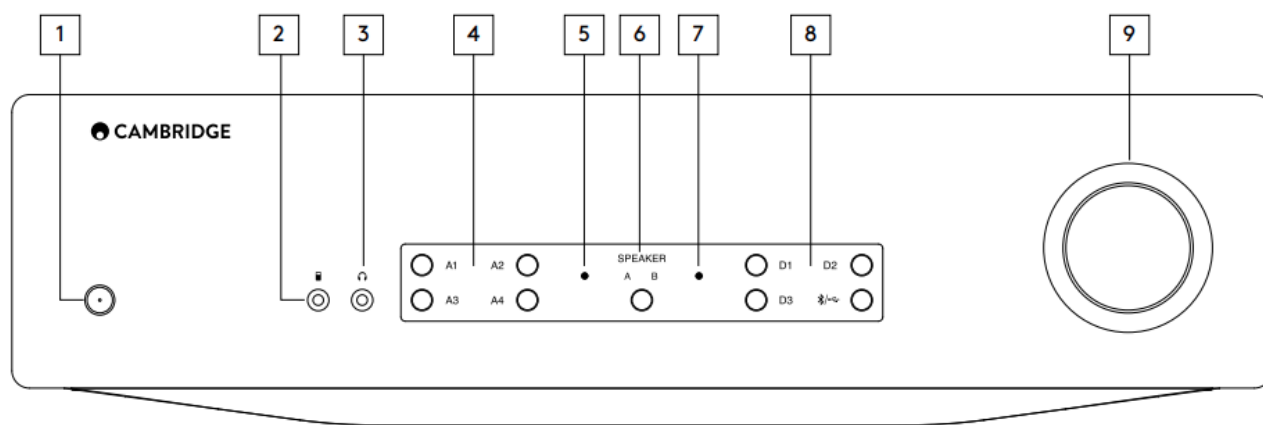 1 2 3 4 5 6 7 8 9
CAMBRIDGE
SPEAKER
A1 A2 A B D1 D2
A3 A4 D3